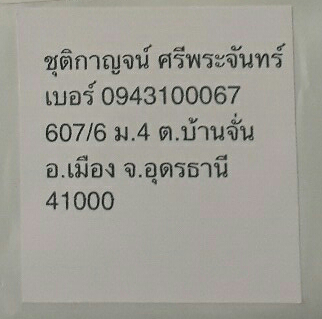 ชุติกาญจน์ ศรีพระจันทร์
เบอร์ 0943100067
607/6 ม.4 ต.บ้านจั่น
อ.เมือง จ.อุดรธานี
41000